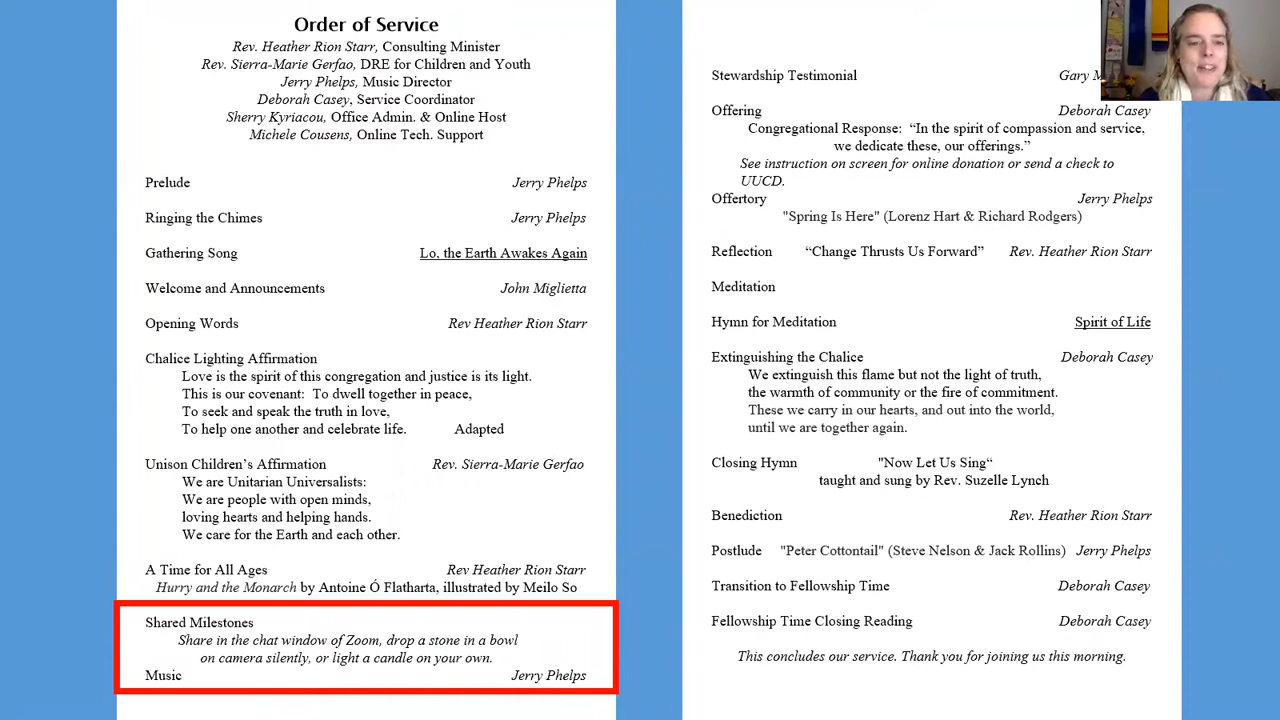 Order of Service
Rev. Heather Rion Starr, Consulting Minister
Rev. Sierra-Marie Gerfao, DRE for Children and Youth
Jerry Phelps, Music Director
Deborah Casey, Service Coordinator
Sherry Kyriacou, Office Admin. & Online Host
Michele Cousens, Online Tech. Support
Prelude Jerry Phelps
Ringing the Chimes Jerry Phelps
Gathering Song Lo, the Earth Awakes Again
Welcome and Announcements John Miglietta
Opening Words Rev Heather Rion Starr
Chalice Lighting Affirmation
Love is the spirit of this congregation and justice is its light.
This is our covenant: To dwell together in peace,
To seek and speak the truth in love,
To help one another and celebrate life. Adapted
Unison Children’s Affirmation Rev. Sierra-Marie Gerfao
We are Unitarian Universalists:
We are people with open minds,
loving hearts and helping hands.
We care for the Earth and each other.
A Time for All Ages Rev Heather Rion Starr
Hurry and the Monarch by Antoine Ó Flatharta, illustrated by Meilo So
Shared Milestones
Share in the chat window of Zoom, drop a stone in a bowl
on camera silently, or light a candle on your own.
Music Jerry Phelps
Stewardship Testimonial Gary
Offering Deborah Casey
Congregational Response: “In the spirit of compassion and service,
we dedicate these, our offerings.”
See instruction on screen for online donation or send a check to
UUCD.
Offertory Jerry Phelps
"Spring Is Here" (Lorenz Hart & Richard Rodgers)
Reflection “Change Thrusts Us Forward” Rev. Heather Rion Starr
Meditation
Hymn for Meditation Spirit of Life
Extinguishing the Chalice Deborah Casey
We extinguish this flame but not the light of truth,
the warmth of community or the fire of commitment.
These we carry in our hearts, and out into the world,
until we are together again.
Closing Hymn "Now Let Us Sing“
taught and sung by Rev. Suzelle Lynch
Benediction Rev. Heather Rion Starr
Postlude "Peter Cottontail" (Steve Nelson & Jack Rollins) Jerry Phelps
Transition to Fellowship Time Deborah Casey
Fellowship Time Closing Reading Deborah Casey
This concludes our service. Thank you for joining us this morning.